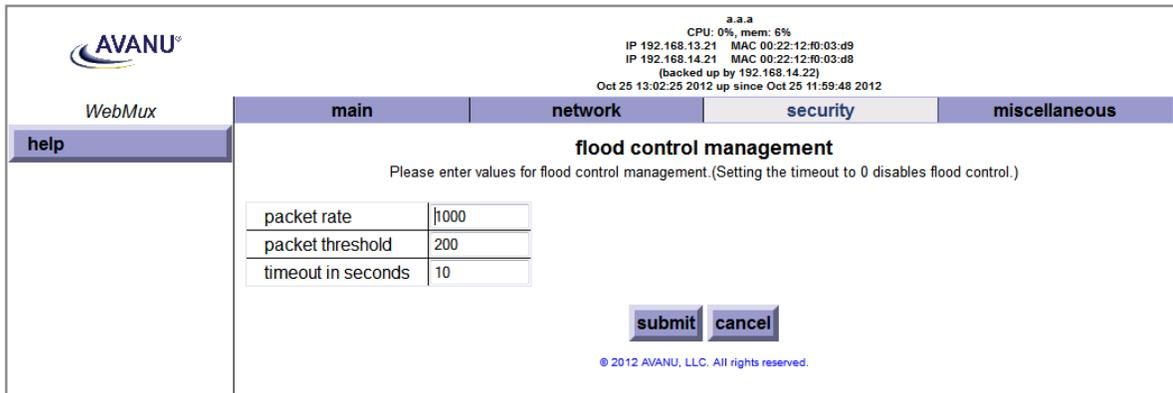 AVANU®
a.a.a
CPU: 0%, mem: 6%
IP 192.168.13.21 MAC 00:22:12:f0:03:d9
IP 192.168.14.21 MAC 00:22:12:f0:03:d8
(backed up by 192.168.14.22)
Oct 25 13:02:25 2012 up since Oct 25 11:59:48 2012
WebMux
main network security miscellaneous
help
flood control management
Please enter values for flood control management.(Setting the timeout to 0 disables flood control.)
packet rate 1000
packet threshold 200
timeout in seconds 10
submit cancel
© 2012 AVANU, LLC. All rights reserved.